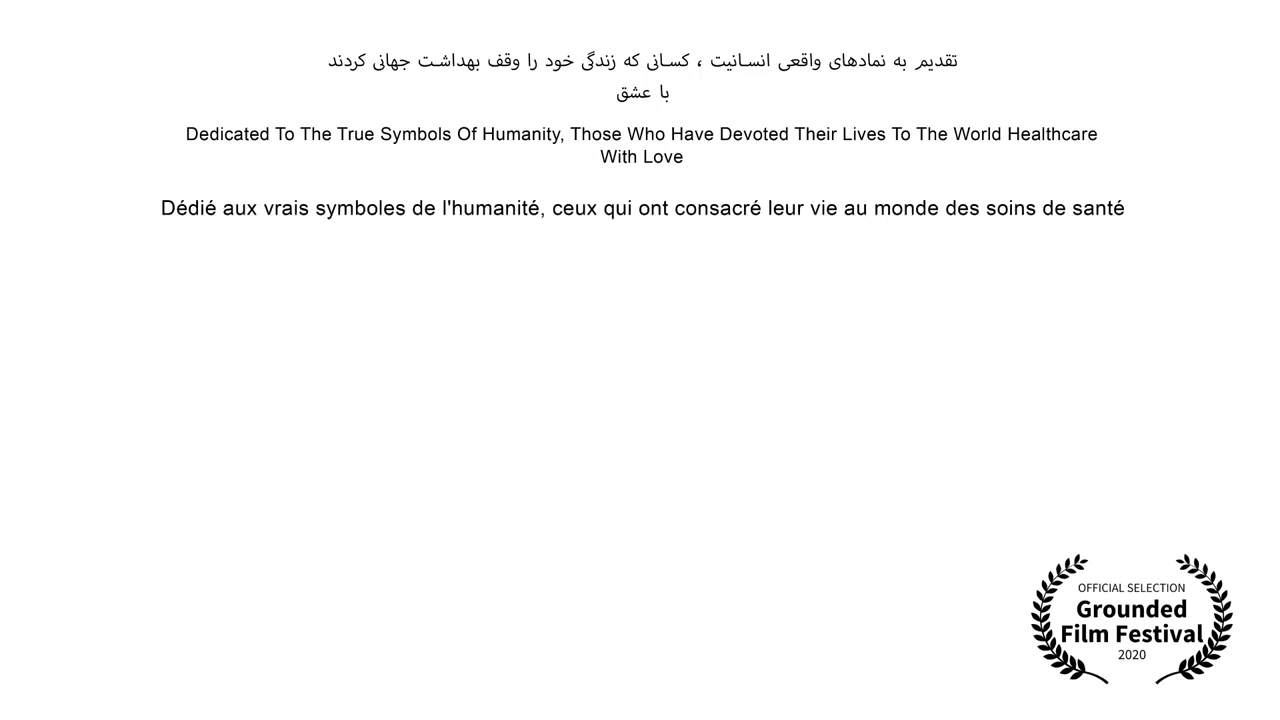 تقدیم به نمادهای واقعی انسانیت ، کسانی که زندگی خود را وقف بهداشت جهانی کردند
با عشق
Dedicated To The True Symbols Of Humanity, Those Who Have Devoted Their Lives To The World Healthcare
With Love
Dédié aux vrais symboles de l'humanité, ceux qui ont consacré leur vie au monde des soins de santé
OFFICIAL SELECTION
Grounded
Film Festival
2020